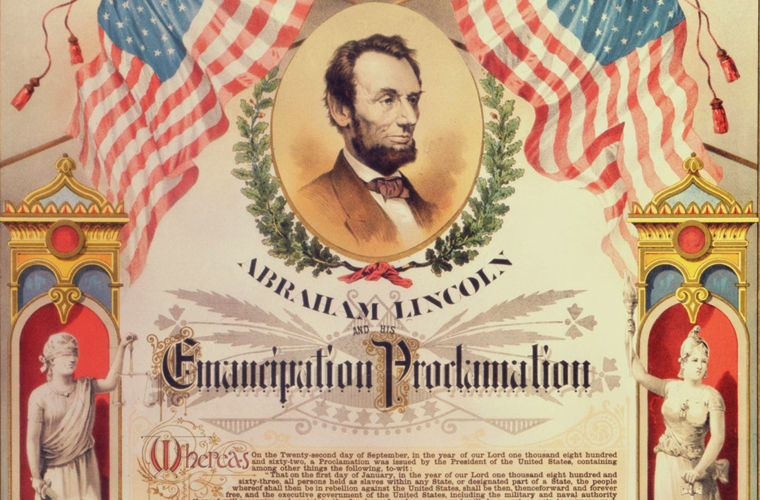 ABRAHAM LINCOLN
AND HIS
Emancipation Proclamation
Whereas On the Twenty-second day of September, in the year of our Lord one thousand eight hundred
and sixty-two, a Proclamation was issued by the President of the United States, containing
among other things the following, to-wit:
"That on the first day of January, in the year of our Lord one thousand eight hundred and
sixty-three, all persons held as slaves within any State, or designated part of a State, the people
whereof shall then be in rebellion against the United States, shall be then, thenceforward and forever
free, and the executive government of the United States, including the military and naval authority